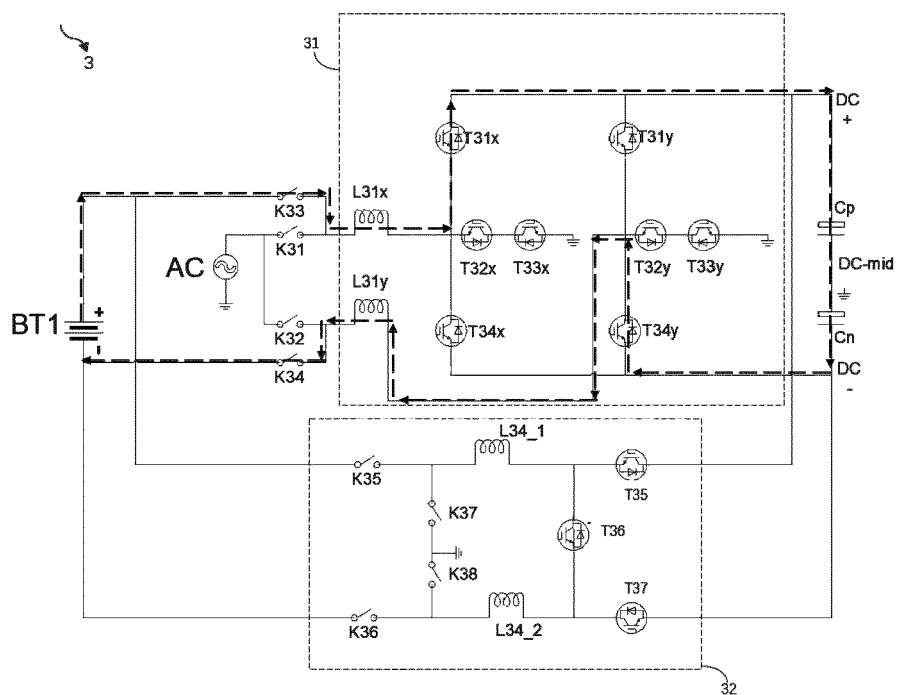 3
31
DC
+
T31x
T31y
L31x
K33
Cp
K31
AC
T32x
T33x
T32y
T33y
DC-mid
L31y
BT1
+
-
K32
T34x
T34y
Cn
K34
DC
-
L34_1
K35
T35
K37
T36
K38
T37
K36
L34_2
32